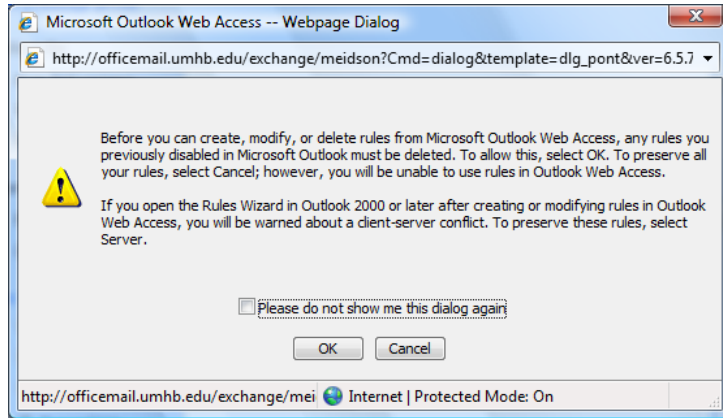 Microsoft Outlook Web Access -- Webpage Dialog
http://officemail.umhb.edu/exchange/meidson?Cmd=dialog&template=dlg_pont&ver=6.5.7
Before you can create, modify, or delete rules from Microsoft Outlook Web Access, any rules you
previously disabled in Microsoft Outlook must be deleted. To allow this, select OK. To preserve all
your rules, select Cancel; however, you will be unable to use rules in Outlook Web Access.
If you open the Rules Wizard in Outlook 2000 or later after creating or modifying rules in Outlook
Web Access, you will be warned about a client-server conflict. To preserve these rules, select
Server.
Please do not show me this dialog again
OK Cancel
http://officemail.umhb.edu/exchange/mei Internet | Protected Mode: On